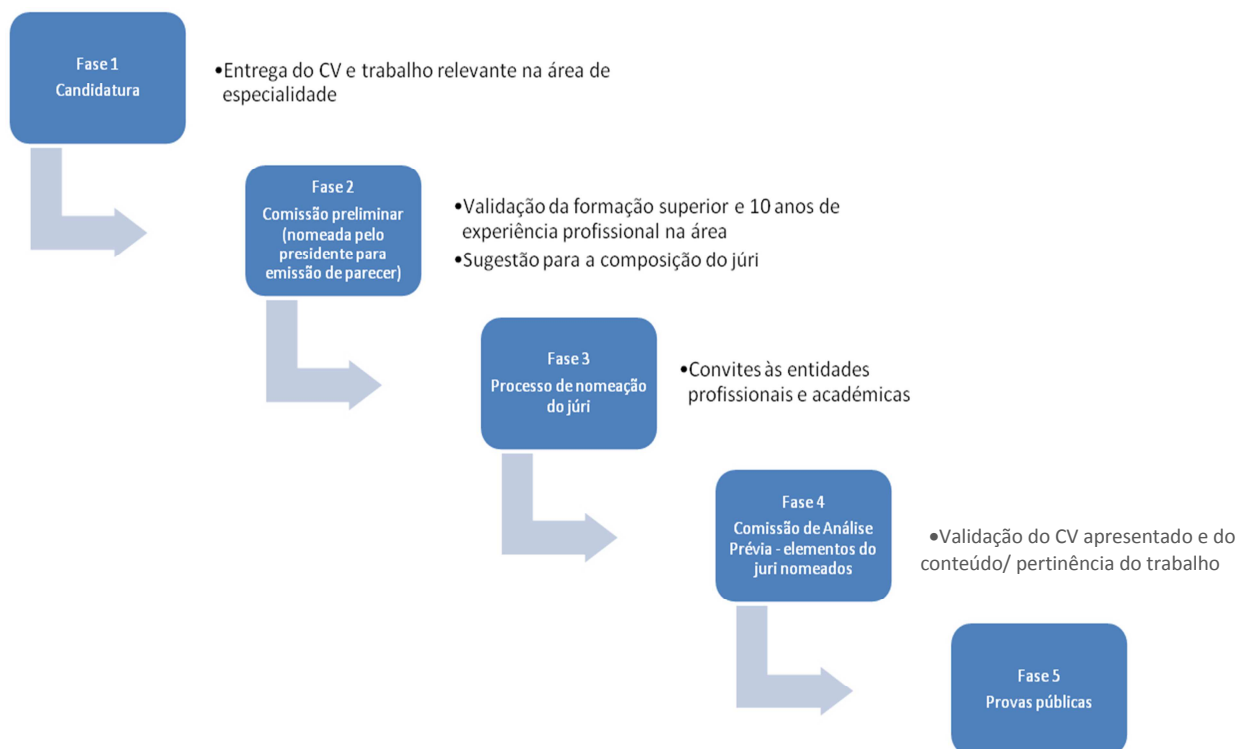 Fase 1
Candidatura
•Entrega do CV e trabalho relevante na área de
especialidade
Fase 2
Comissão preliminar
(nomeada pelo
presidente para
emissão de parecer)
•Validação da formação superior e 10 anos de
experiência profissional na área
•Sugestão para a composição do júri
Fase 3
Processo de nomeação
do júri
•Convites às entidades
profissionais e académicas
Fase 4
Comissão de Análise
Prévia - elementos do
juri nomeados
•Validação do CV apresentado e do
conteúdo/ pertinência do trabalho
Fase 5
Provas públicas